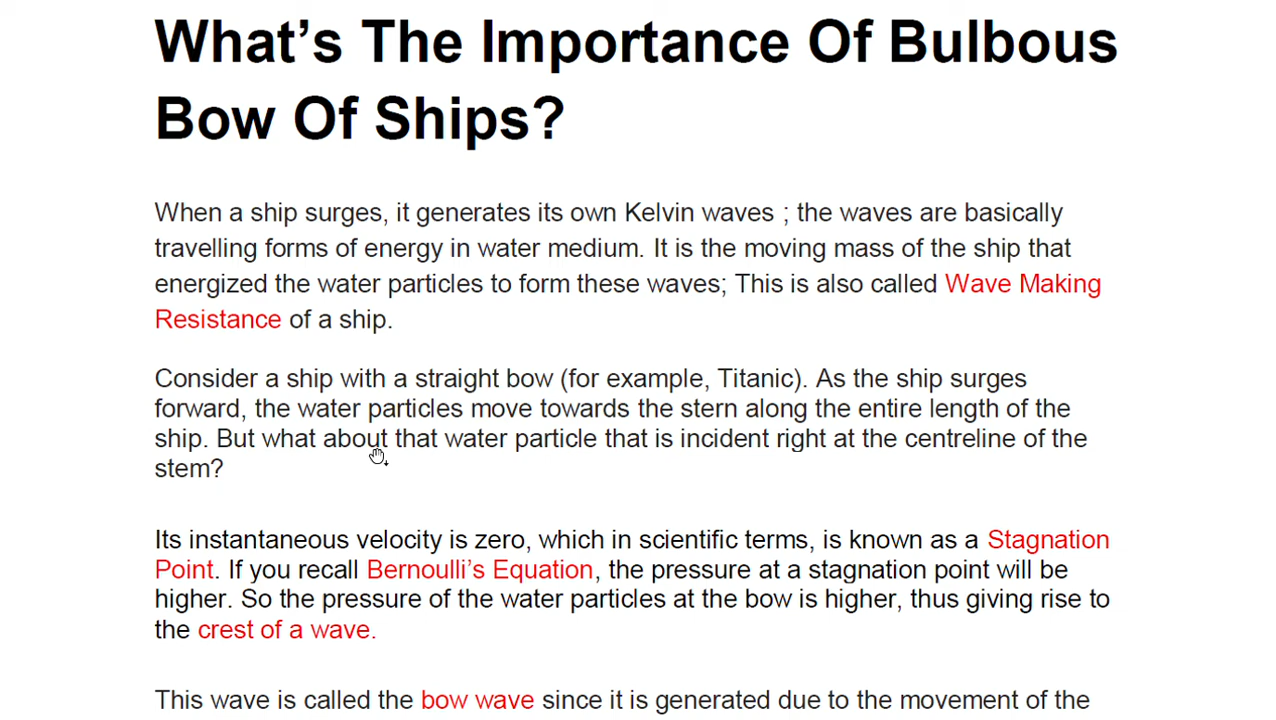 What’s The Importance Of Bulbous
Bow Of Ships?
When a ship surges, it generates its own Kelvin waves ; the waves are basically
travelling forms of energy in water medium. It is the moving mass of the ship that
energized the water particles to form these waves; This is also called Wave Making
Resistance of a ship.
Consider a ship with a straight bow (for example, Titanic). As the ship surges
forward, the water particles move towards the stern along the entire length of the
ship. But what about that water particle that is incident right at the centreline of the
stem?
Its instantaneous velocity is zero, which in scientific terms, is known as a Stagnation
Point. If you recall Bernoulli’s Equation, the pressure at a stagnation point will be
higher. So the pressure of the water particles at the bow is higher, thus giving rise to
the crest of a wave.
This wave is called the bow wave since it is generated due to the movement of the